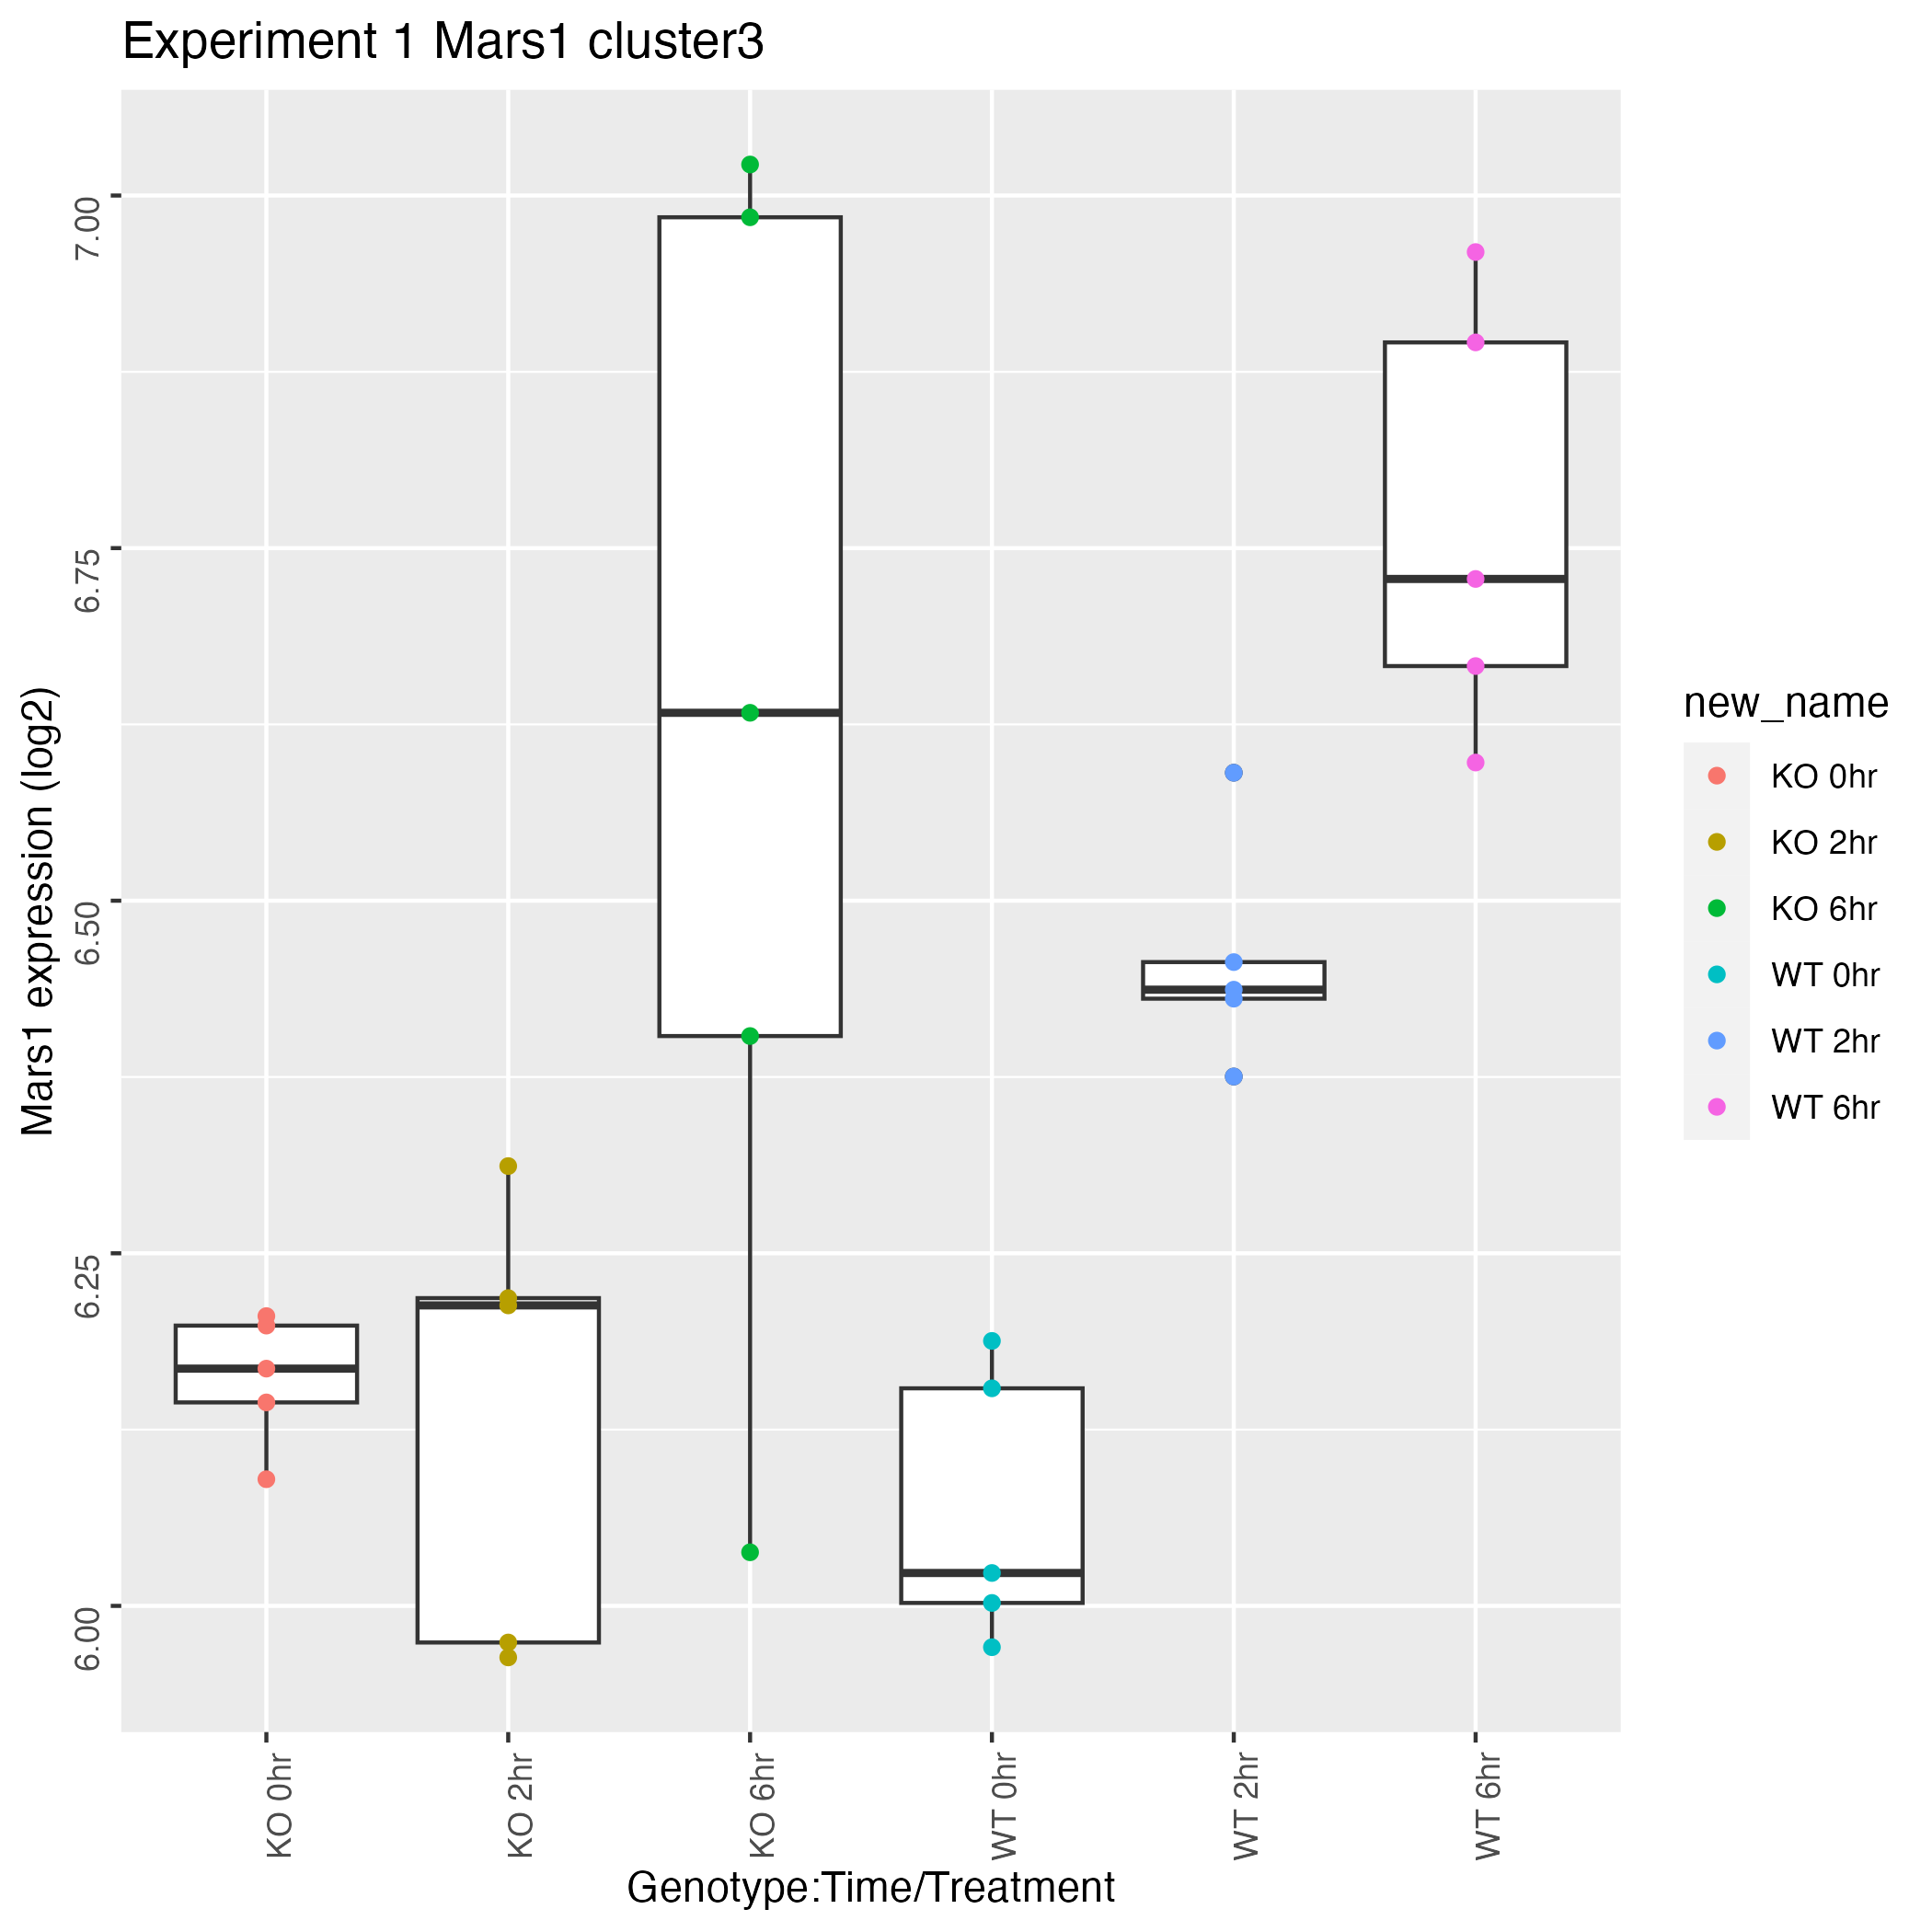 Experiment 1 Mars1 cluster3
Mars1 expression (log2)
7.00
6.75
6.50
6.25
6.00
KO 0hr
KO 2hr
KO 6hr
WT 0hr
WT 2hr
WT 6hr
Genotype:Time/Treatment
new_name
KO 0hr
KO 2hr
KO 6hr
WT 0hr
WT 2hr
WT 6hr